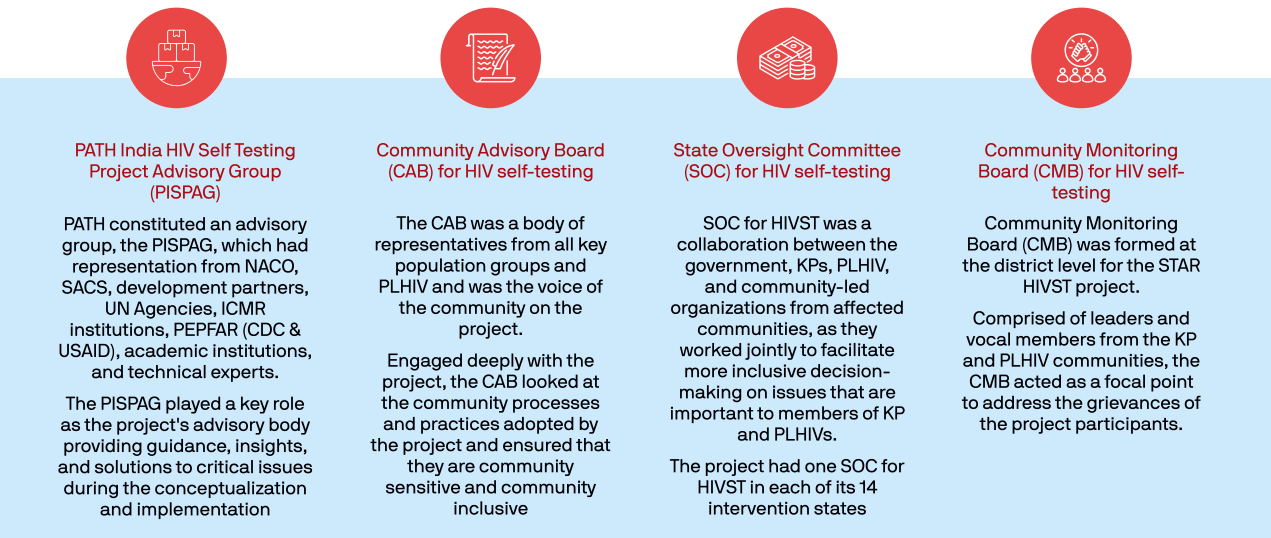 PATH India HIV Self Testing
Project Advisory Group
(PISPAG)
PATH constituted an advisory
group, the PISPAG, which had
representation from NACO,
SACS, development partners,
UN Agencies, ICMR
institutions, PEPFAR (CDC &
USAID), academic institutions,
and technical experts.
The PISPAG played a key role
as the project's advisory body
providing guidance, insights,
and solutions to critical issues
during the conceptualization
and implementation
Community Advisory Board
(CAB) for HIV self-testing
The CAB was a body of
representatives from all key
population groups and
PLHIV and was the voice of
the community on the
project.
Engaged deeply with the
project, the CAB looked at
the community processes
and practices adopted by
the project and ensured that
they are community
sensitive and community
inclusive
State Oversight Committee
(SOC) for HIV self-testing
SOC for HIVST was a
collaboration between the
government, KPs, PLHIV,
and community-led
organizations from affected
communities, as they
worked jointly to facilitate
more inclusive decision-
making on issues that are
important to members of KP
and PLHIVs.
The project had one SOC for
HIVST in each of its 14
intervention states
Community Monitoring
Board (CMB) for HIV self-
testing
Community Monitoring
Board (CMB) was formed at
the district level for the STAR
HIVST project.
Comprised of leaders and
vocal members from the KP
and PLHIV communities, the
CMB acted as a focal point
to address the grievances of
the project participants.